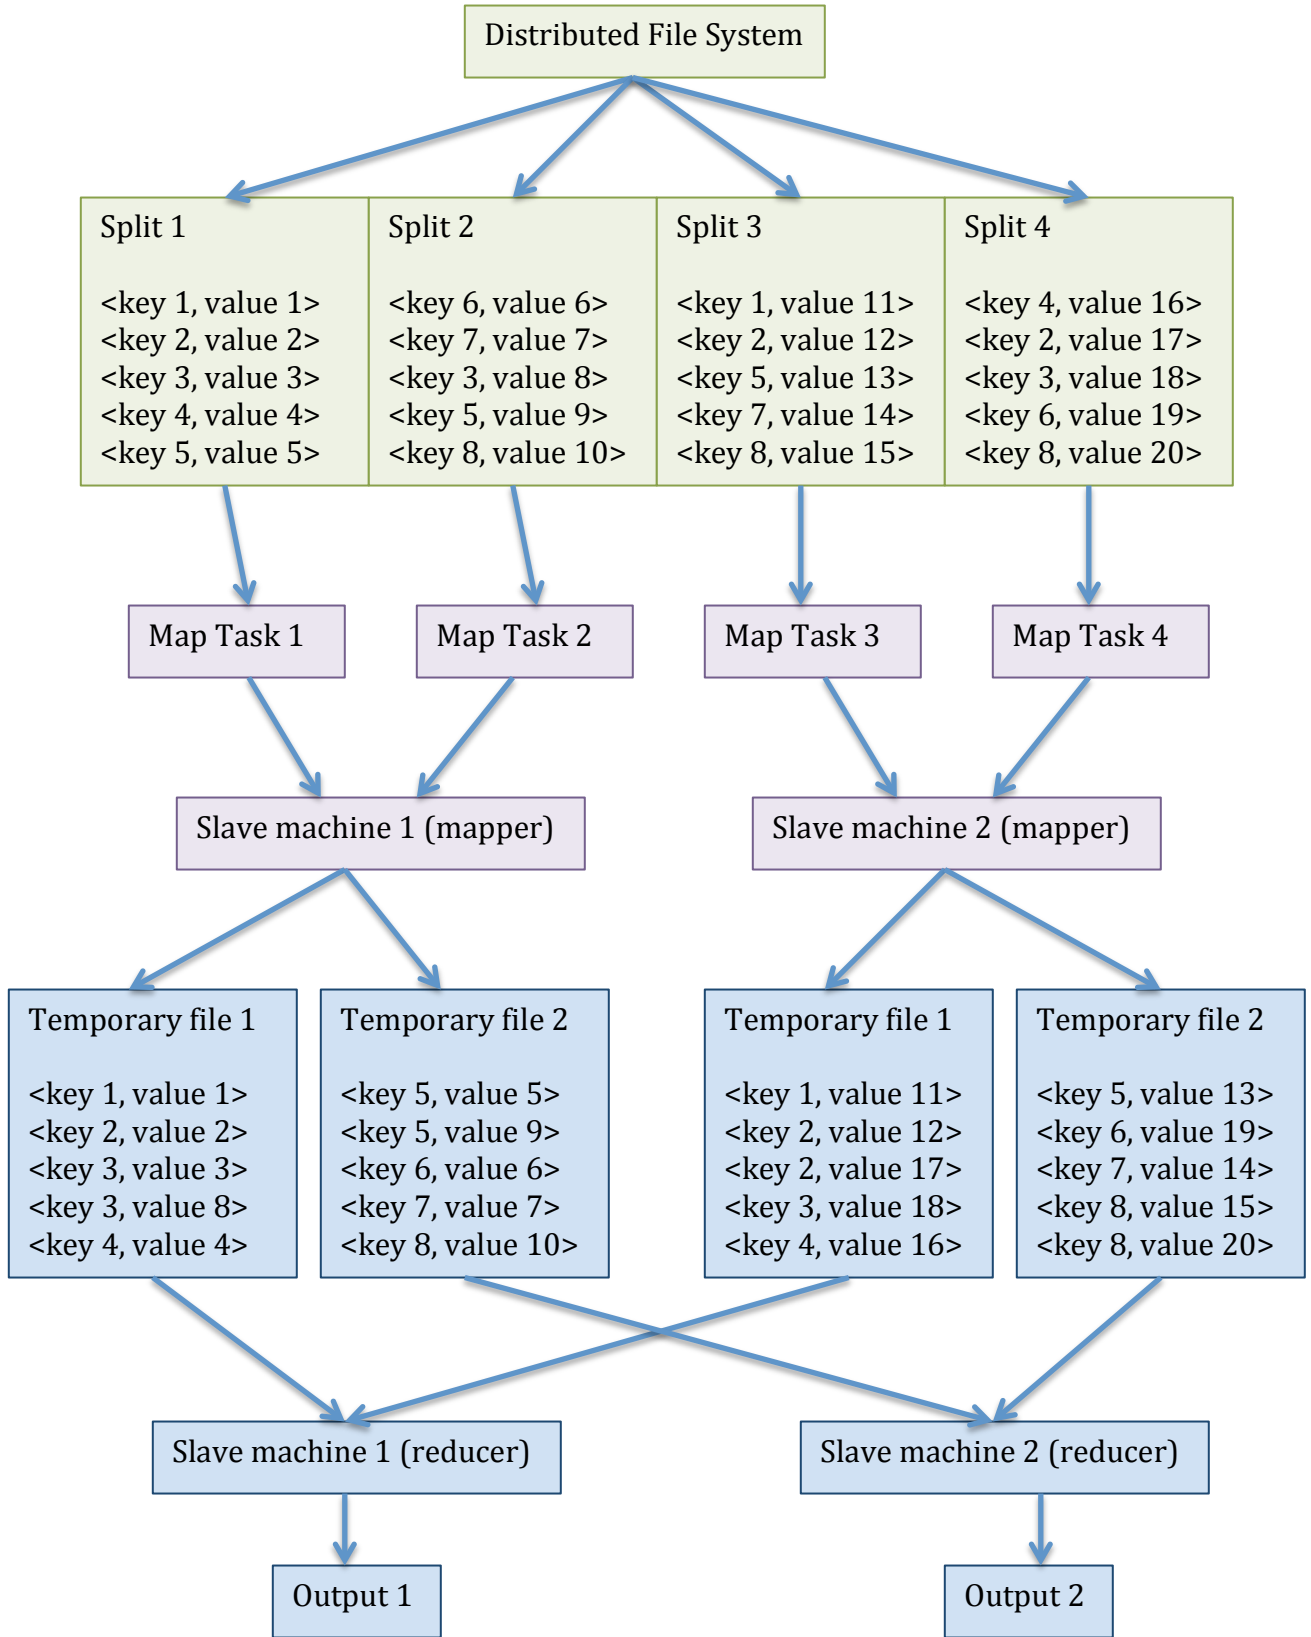 Distributed File System
Split 1
<key 1, value 1>
<key 2, value 2>
<key 3, value 3>
<key 4, value 4>
<key 5, value 5>
Split 2
<key 6, value 6>
<key 7, value 7>
<key 3, value 8>
<key 5, value 9>
<key 8, value 10>
Split 3
<key 1, value 11>
<key 2, value 12>
<key 5, value 13>
<key 7, value 14>
<key 8, value 15>
Split 4
<key 4, value 16>
<key 2, value 17>
<key 3, value 18>
<key 6, value 19>
<key 8, value 20>
Map Task 1
Map Task 2
Map Task 3
Map Task 4
Slave machine 1 (mapper)
Slave machine 2 (mapper)
Temporary file 1
<key 1, value 1>
<key 2, value 2>
<key 3, value 3>
<key 3, value 8>
<key 4, value 4>
Temporary file 2
<key 5, value 5>
<key 5, value 9>
<key 6, value 6>
<key 7, value 7>
<key 8, value 10>
Temporary file 1
<key 1, value 11>
<key 2, value 12>
<key 2, value 17>
<key 3, value 18>
<key 4, value 16>
Temporary file 2
<key 5, value 13>
<key 6, value 19>
<key 7, value 14>
<key 8, value 15>
<key 8, value 20>
Slave machine 1 (reducer)
Slave machine 2 (reducer)
Output 1
Output 2